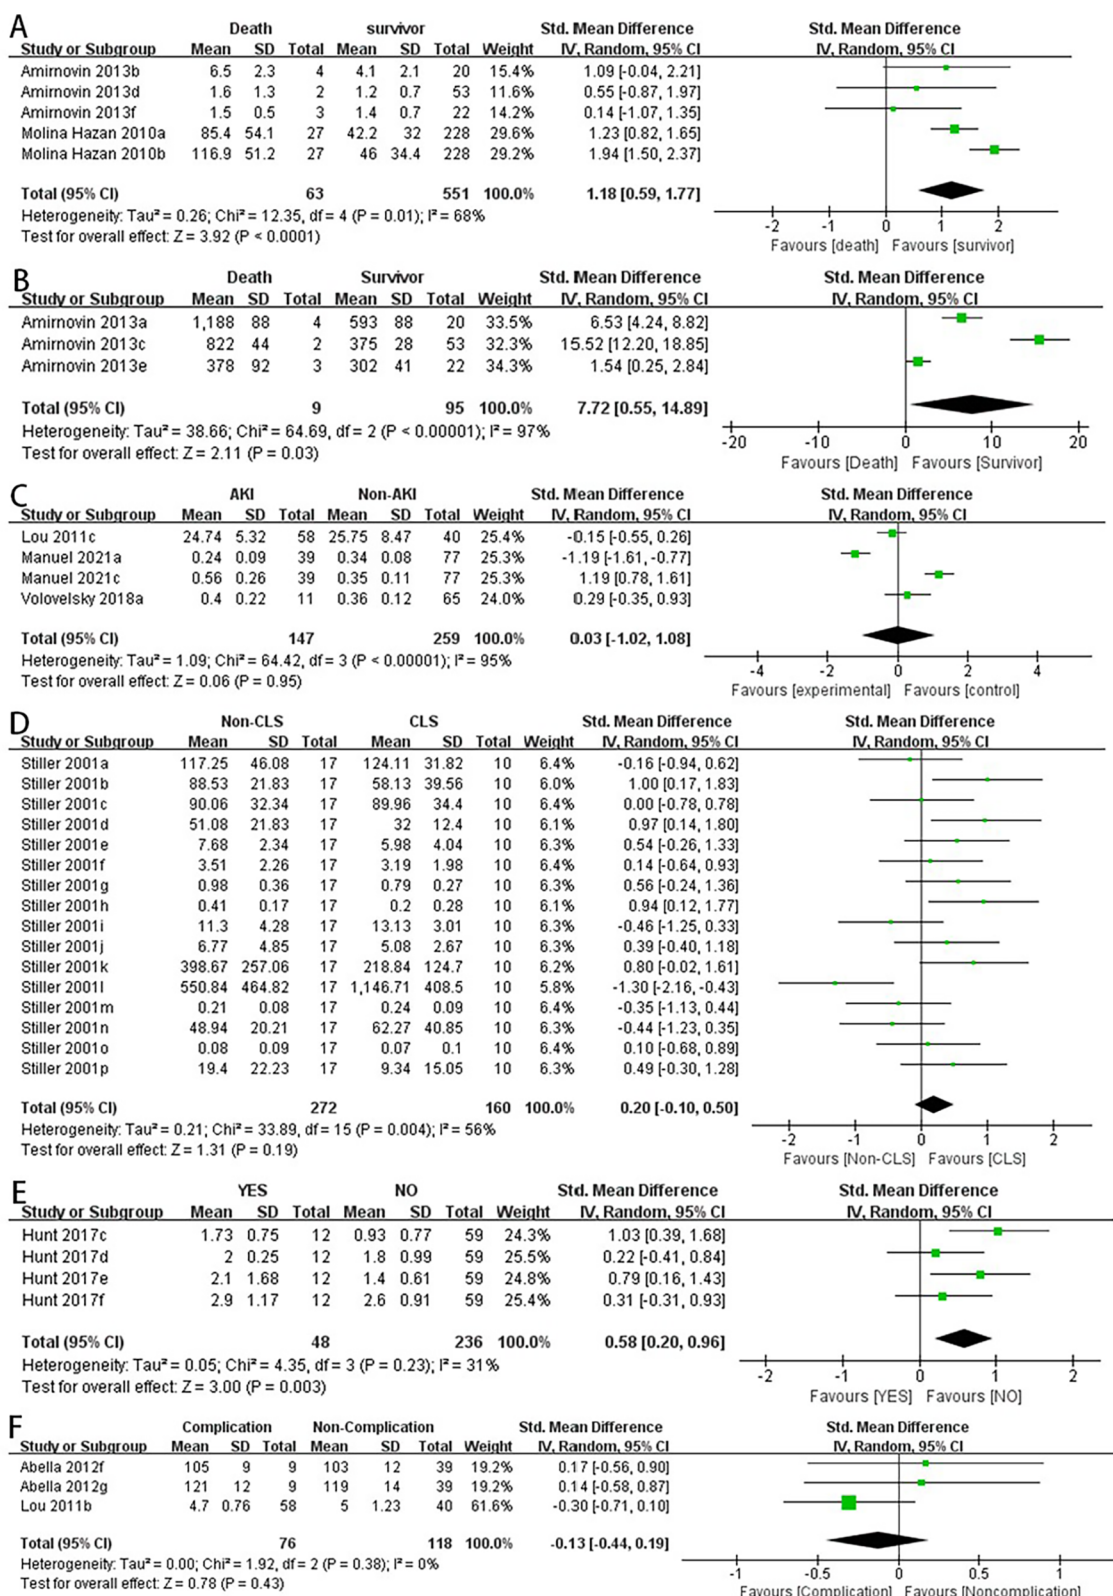 A
Death survivor Std. Mean Difference Std. Mean Difference
Study or Subgroup Mean SD Total Mean SD Total Weight IV, Random, 95% CI IV, Random, 95% CI
Amirnovin 2013b 6.5 2.3 4 4.1 2.1 20 15.4% 1.09 [-0.04, 2.21]
Amirnovin 2013d 1.6 1.3 2 1.2 0.7 53 11.6% 0.55 [-0.87, 1.97]
Amirnovin 2013f 1.5 0.5 3 1.4 0.7 22 14.2% 0.14 [-1.07, 1.35]
Molina Hazan 2010a 85.4 54.1 27 42.2 32 228 29.6% 1.23 [0.82, 1.65]
Molina Hazan 2010b 116.9 51.2 27 46 34.4 228 29.2% 1.94 [1.50, 2.37]
Total (95% CI) 63 551 100.0% 1.18 [0.59, 1.77]
Heterogeneity: Tau² = 0.26; Chi² = 12.35, df = 4 (P = 0.01); I² = 68%
Test for overall effect: Z = 3.92 (P < 0.0001)
-2 -1 0 1 2
Favours [death] Favours [survivor]
B
Death Survivor Std. Mean Difference Std. Mean Difference
Study or Subgroup Mean SD Total Mean SD Total Weight IV, Random, 95% CI IV, Random, 95% CI
Amirnovin 2013a 1,188 88 4 593 88 20 33.5% 6.53 [4.24, 8.82]
Amirnovin 2013c 822 44 2 375 28 53 32.3% 15.52 [12.20, 18.85]
Amirnovin 2013e 378 92 3 302 41 22 34.3% 1.54 [0.25, 2.84]
Total (95% CI) 9 95 100.0% 7.72 [0.55, 14.89]
Heterogeneity: Tau² = 38.66; Chi² = 64.69, df = 2 (P < 0.00001); I² = 97%
Test for overall effect: Z = 2.11 (P = 0.03)
-20 -10 0 10 20
Favours [Death] Favours [Survivor]
C
AKI Non-AKI Std. Mean Difference Std. Mean Difference
Study or Subgroup Mean SD Total Mean SD Total Weight IV, Random, 95% CI IV, Random, 95% CI
Lou 2011c 24.74 5.32 58 25.75 8.47 40 25.4% -0.15 [-0.55, 0.26]
Manuel 2021a 0.24 0.09 39 0.34 0.08 77 25.3% -1.19 [-1.61, -0.77]
Manuel 2021c 0.56 0.26 39 0.35 0.11 77 25.3% 1.19 [0.78, 1.61]
Volovelsky 2018a 0.4 0.22 11 0.36 0.12 65 24.0% 0.29 [-0.35, 0.93]
Total (95% CI) 147 259 100.0% 0.03 [-1.02, 1.08]
Heterogeneity: Tau² = 1.09; Chi² = 64.42, df = 3 (P < 0.00001); I² = 95%
Test for overall effect: Z = 0.06 (P = 0.95)
-4 -2 0 2 4
Favours [experimental] Favours [control]
D
Non-CLS CLS Std. Mean Difference Std. Mean Difference
Study or Subgroup Mean SD Total Mean SD Total Weight IV, Random, 95% CI IV, Random, 95% CI
Stiller 2001a 117.25 46.08 17 124.11 31.82 10 6.4% -0.16 [-0.94, 0.62]
Stiller 2001b 88.53 21.83 17 58.13 39.56 10 6.0% 1.00 [0.17, 1.83]
Stiller 2001c 90.06 32.34 17 89.96 34.4 10 6.4% 0.00 [-0.78, 0.78]
Stiller 2001d 51.08 21.83 17 32 12.4 10 6.1% 0.97 [0.14, 1.80]
Stiller 2001e 7.68 2.34 17 5.98 4.04 10 6.3% 0.54 [-0.26, 1.33]
Stiller 2001f 3.51 2.26 17 3.19 1.98 10 6.4% 0.14 [-0.64, 0.93]
Stiller 2001g 0.98 0.36 17 0.79 0.27 10 6.3% 0.56 [-0.24, 1.36]
Stiller 2001h 0.41 0.17 17 0.2 0.28 10 6.1% 0.94 [0.12, 1.77]
Stiller 2001i 11.3 4.28 17 13.13 3.01 10 6.3% -0.46 [-1.25, 0.33]
Stiller 2001j 6.77 4.85 17 5.08 2.67 10 6.3% 0.39 [-0.40, 1.18]
Stiller 2001k 398.67 257.06 17 218.84 124.7 10 6.2% 0.80 [-0.02, 1.61]
Stiller 2001l 550.84 464.82 17 1,146.71 408.5 10 5.8% -1.30 [-2.16, -0.43]
Stiller 2001m 0.21 0.08 17 0.24 0.09 10 6.4% -0.35 [-1.13, 0.44]
Stiller 2001n 48.94 20.21 17 62.27 40.85 10 6.3% -0.44 [-1.23, 0.35]
Stiller 2001o 0.08 0.09 17 0.07 0.1 10 6.4% 0.10 [-0.68, 0.89]
Stiller 2001p 19.4 22.23 17 9.34 15.05 10 6.3% 0.49 [-0.30, 1.28]
Total (95% CI) 272 160 100.0% 0.20 [-0.10, 0.50]
Heterogeneity: Tau² = 0.21; Chi² = 33.89, df = 15 (P = 0.004); I² = 56%
Test for overall effect: Z = 1.31 (P = 0.19)
-2 -1 0 1 2
Favours [Non-CLS] Favours [CLS]
E
YES NO Std. Mean Difference Std. Mean Difference
Study or Subgroup Mean SD Total Mean SD Total Weight IV, Random, 95% CI IV, Random, 95% CI
Hunt 2017c 1.73 0.75 12 0.93 0.77 59 24.3% 1.03 [0.39, 1.68]
Hunt 2017d 2 0.25 12 1.8 0.99 59 25.5% 0.22 [-0.41, 0.84]
Hunt 2017e 2.1 1.68 12 1.4 0.61 59 24.8% 0.79 [0.16, 1.43]
Hunt 2017f 2.9 1.17 12 2.6 0.91 59 25.4% 0.31 [-0.31, 0.93]
Total (95% CI) 48 236 100.0% 0.58 [0.20, 0.96]
Heterogeneity: Tau² = 0.05; Chi² = 4.35, df = 3 (P = 0.23); I² = 31%
Test for overall effect: Z = 3.00 (P = 0.003)
-2 -1 0 1 2
Favours [YES] Favours [NO]
F
Complication Non-Complication Std. Mean Difference Std. Mean Difference
Study or Subgroup Mean SD Total Mean SD Total Weight IV, Random, 95% CI IV, Random, 95% CI
Abella 2012f 105 9 9 103 12 39 19.2% 0.17 [-0.56, 0.90]
Abella 2012g 121 12 9 119 14 39 19.2% 0.14 [-0.58, 0.87]
Lou 2011b 4.7 0.76 58 5 1.23 40 61.6% -0.30 [-0.71, 0.10]
Total (95% CI) 76 118 100.0% -0.13 [-0.44, 0.19]
Heterogeneity: Tau² = 0.00; Chi² = 1.92, df = 2 (P = 0.38); I² = 0%
Test for overall effect: Z = 0.78 (P = 0.43)
-1 -0.5 0 0.5 1
Favours [Complication] Favours [Noncomplication]